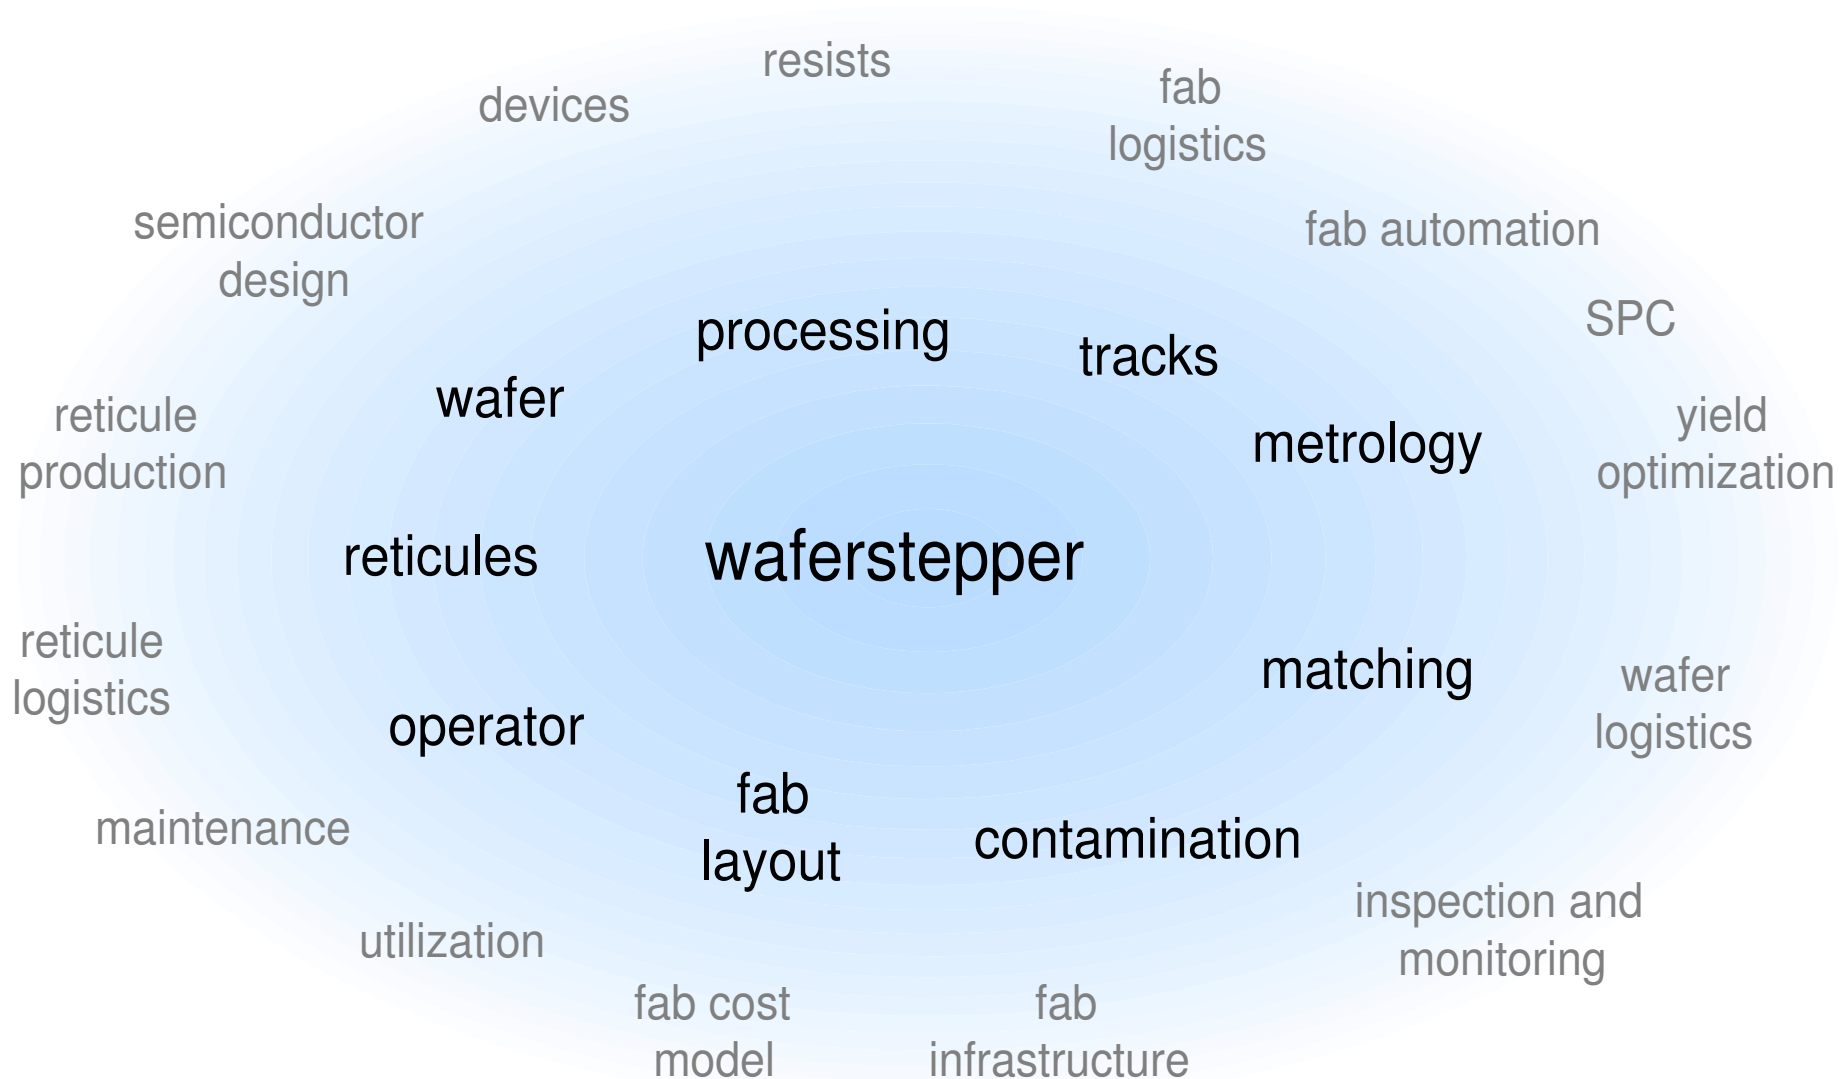 resists
devices
fab
logistics
semiconductor
design
fab automation
SPC
processing
tracks
wafer
metrology
reticule
production
yield
optimization
reticules
waferstepper
reticule
logistics
matching
wafer
logistics
operator
fab
layout
maintenance
contamination
inspection and
monitoring
utilization
fab cost
model
fab
infrastructure